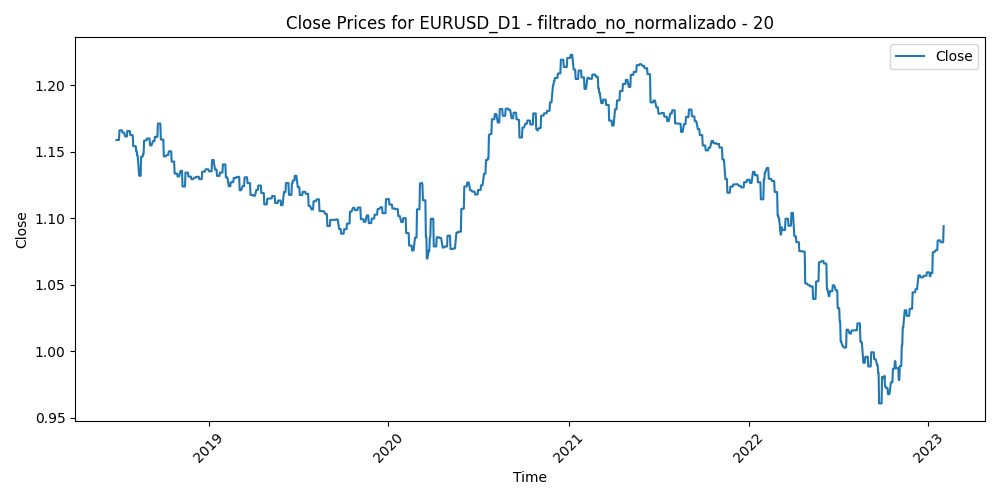 Close Prices for EURUSD_D1 - filtrado_no_normalizado - 20
Close
1.20
1.15
1.10
1.05
1.00
0.95
Close
2019
2020
2021
2022
2023
Time